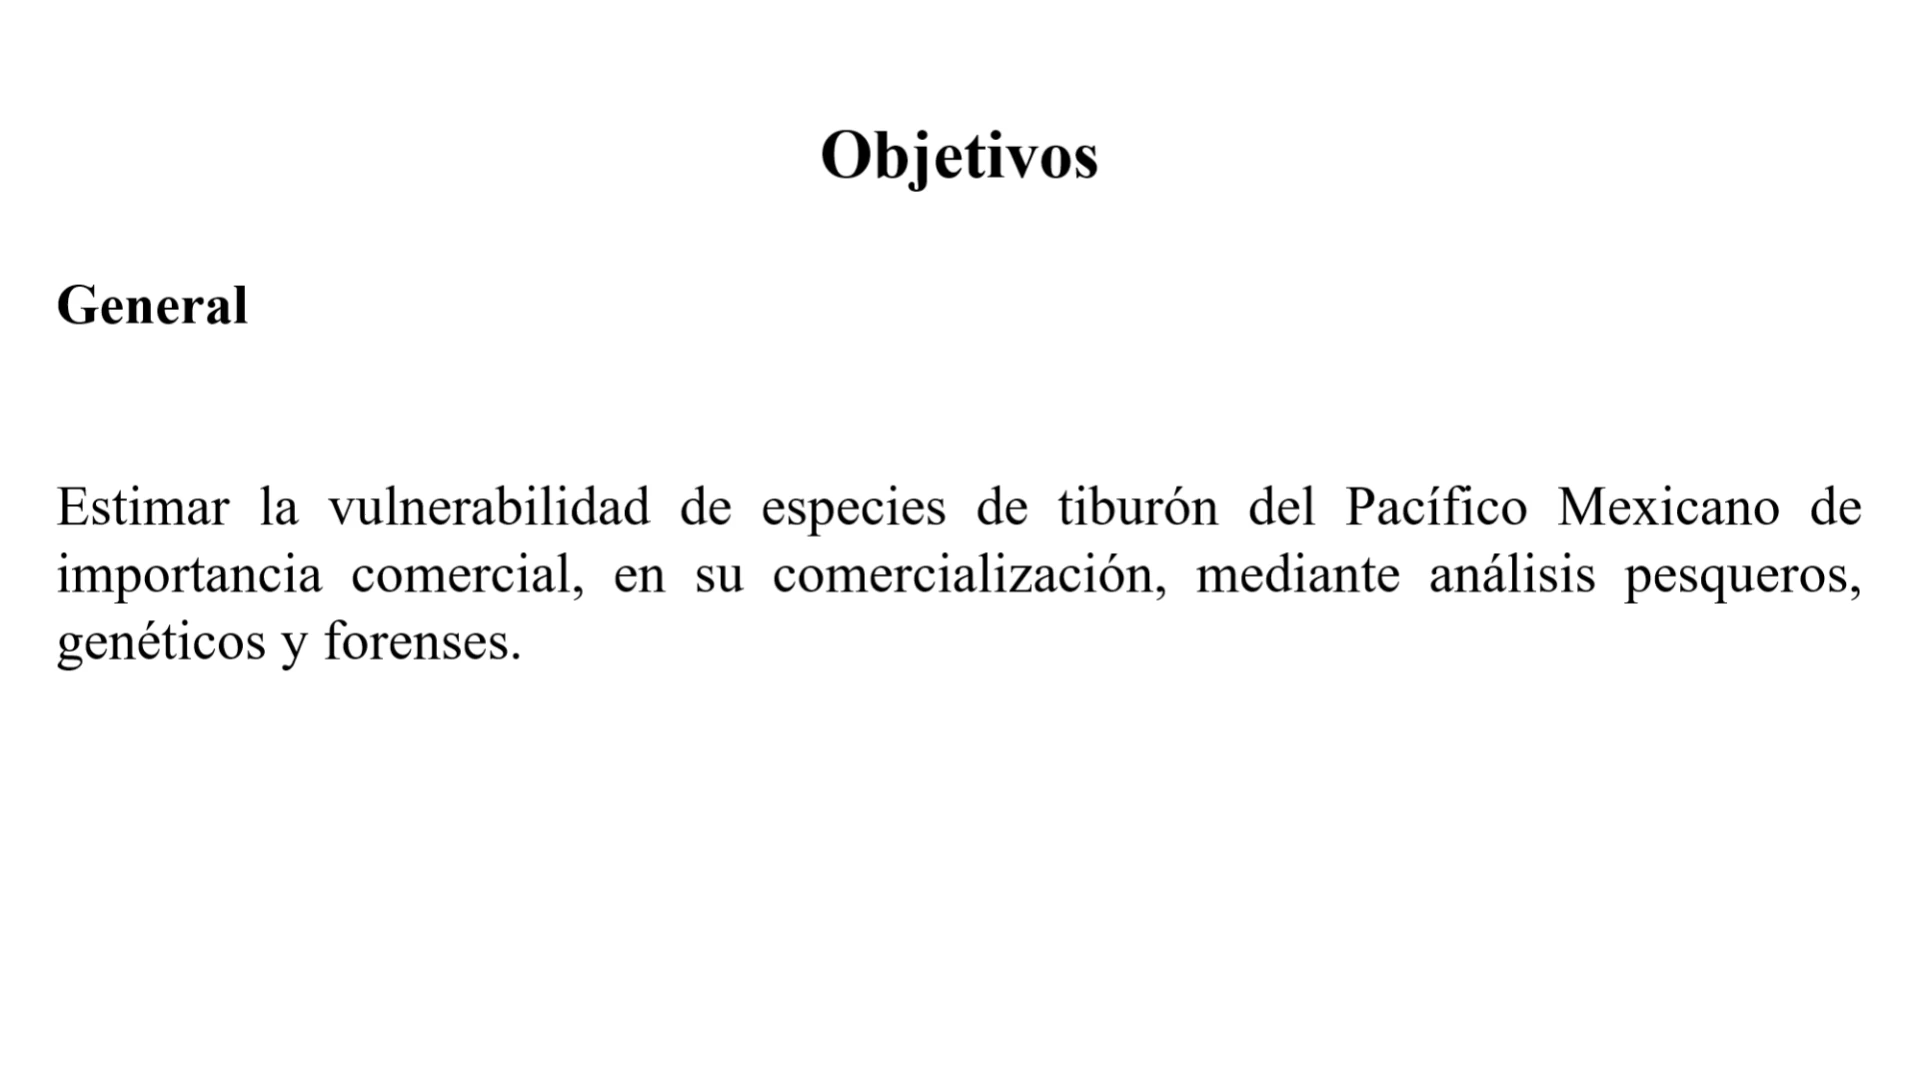 Objetivos
General
Estimar la vulnerabilidad de especies de tiburón del Pacífico Mexicano de
importancia comercial, en su comercialización, mediante análisis pesqueros,
genéticos y forenses.